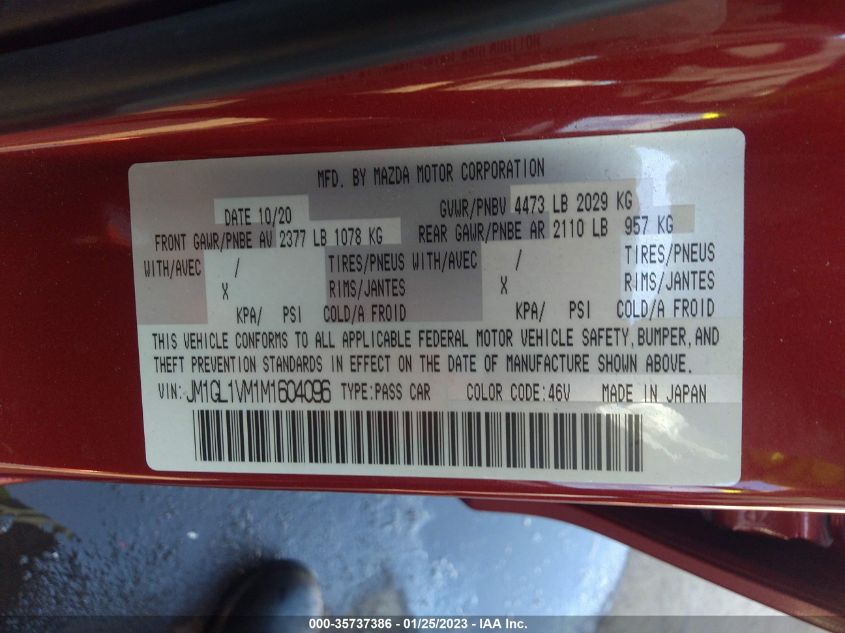 MFD. BY MAZDA MOTOR CORPORATION
DATE 10/20 GVWR/PNBV 4473 LB 2029 KG
FRONT GAWR/PNBE AV 2377 LB 1078 KG REAR GAWR/PNBE AR 2110 LB 957 KG
WITH/AVEC / TIRES/PNEUS WITH/AVEC / TIRES/PNEUS
X RIMS/JANTES X RIMS/JANTES
KPA/ PSI COLD/A FROID KPA/ PSI COLD/A FROID
THIS VEHICLE CONFORMS TO ALL APPLICABLE FEDERAL MOTOR VEHICLE SAFETY,BUMPER,AND
THEFT PREVENTION STANDARDS IN EFFECT ON THE DATE OF MANUFACTURE SHOWN ABOVE.
VIN: JM1GL1VM1M1604096 TYPE:PASS CAR COLOR CODE:46V MADE IN JAPAN
000-35737386 - 01/25/2023 - IAA Inc.